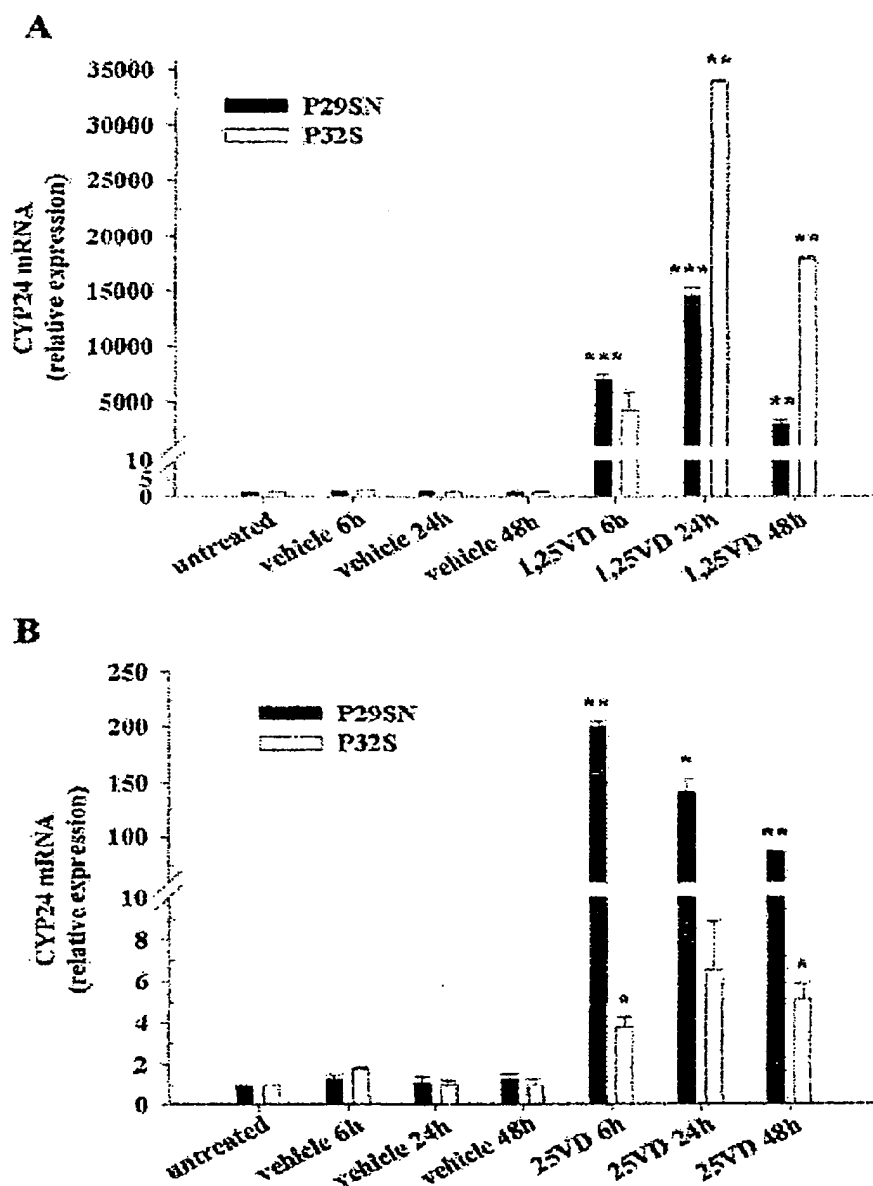 A
35000
30000
25000
20000
15000
10000
5000
10
5
0
CYP24 mRNA
(relative expression)
P29SN
P32S
***
***
**
**
**
untreated
vehicle 6h
vehicle 24h
vehicle 48h
1,25VD 6h
1,25VD 24h
1,25VD 48h
B
250
200
150
100
10
8
6
4
2
0
CYP24 mRNA
(relative expression)
P29SN
P32S
**
*
*
**
*
untreated
vehicle 6h
vehicle 24h
vehicle 48h
25VD 6h
25VD 24h
25VD 48h